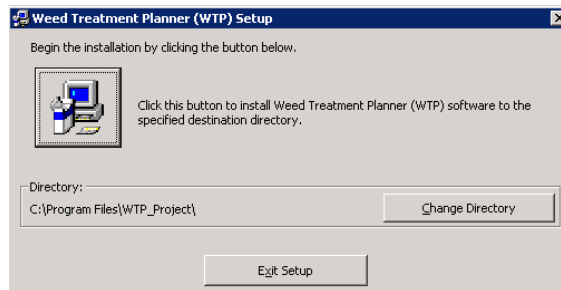 Weed Treatment Planner (WTP) Setup
Begin the installation by clicking the button below.
Click this button to install Weed Treatment Planner (WTP) software to the
specified destination directory.
Directory:
C:\Program Files\WTP_Project\
Change Directory
Exit Setup